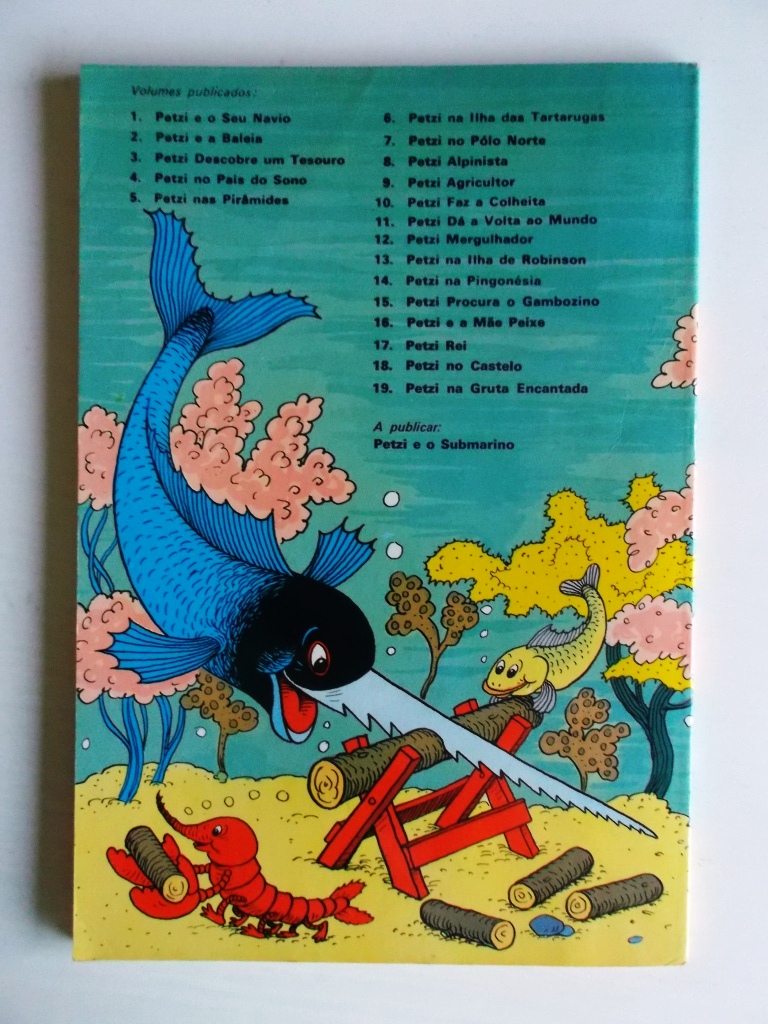 Volumes publicados:
1. Petzi e o Seu Navio
2. Petzi e a Baleia
3. Petzi Descobre um Tesouro
4. Petzi no País do Sono
5. Petzi nas Pirâmides
6. Petzi na Ilha das Tartarugas
7. Petzi no Pólo Norte
8. Petzi Alpinista
9. Petzi Agricultor
10. Petzi Faz a Colheita
11. Petzi Dá a Volta ao Mundo
12. Petzi Mergulhador
13. Petzi na Ilha de Robinson
14. Petzi na Pingonésia
15. Petzi Procura o Gambozino
16. Petzi e a Mãe Peixe
17. Petzi Rei
18. Petzi no Castelo
19. Petzi na Gruta Encantada
A publicar:
Petzi e o Submarino